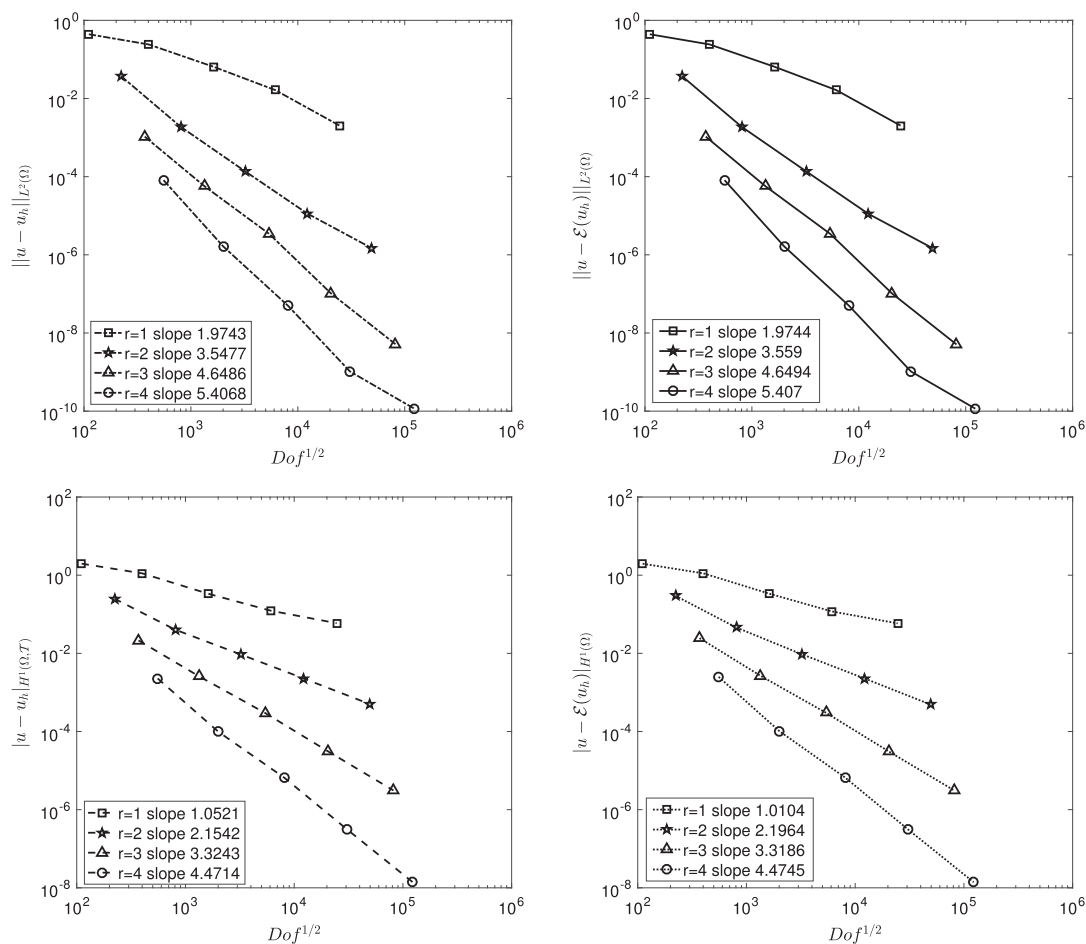 10^0
10^-2
10^-4
10^-6
10^-8
10^-10
||u − u_h||_{L^2(Ω)}
r=1 slope 1.9743
r=2 slope 3.5477
r=3 slope 4.6486
r=4 slope 5.4068
10^2 10^3 10^4 10^5 10^6
Dof^{1/2}
10^0
10^-2
10^-4
10^-6
10^-8
10^-10
||u − ℰ(u_h)||_{L^2(Ω)}
r=1 slope 1.9744
r=2 slope 3.559
r=3 slope 4.6494
r=4 slope 5.407
10^2 10^3 10^4 10^5 10^6
Dof^{1/2}
10^2
10^0
10^-2
10^-4
10^-6
10^-8
|u − u_h|_{H^1(Ω,T)}
r=1 slope 1.0521
r=2 slope 2.1542
r=3 slope 3.3243
r=4 slope 4.4714
10^2 10^3 10^4 10^5 10^6
Dof^{1/2}
10^2
10^0
10^-2
10^-4
10^-6
10^-8
|u − ℰ(u_h)|_{H^1(Ω)}
r=1 slope 1.0104
r=2 slope 2.1964
r=3 slope 3.3186
r=4 slope 4.4745
10^2 10^3 10^4 10^5 10^6
Dof^{1/2}